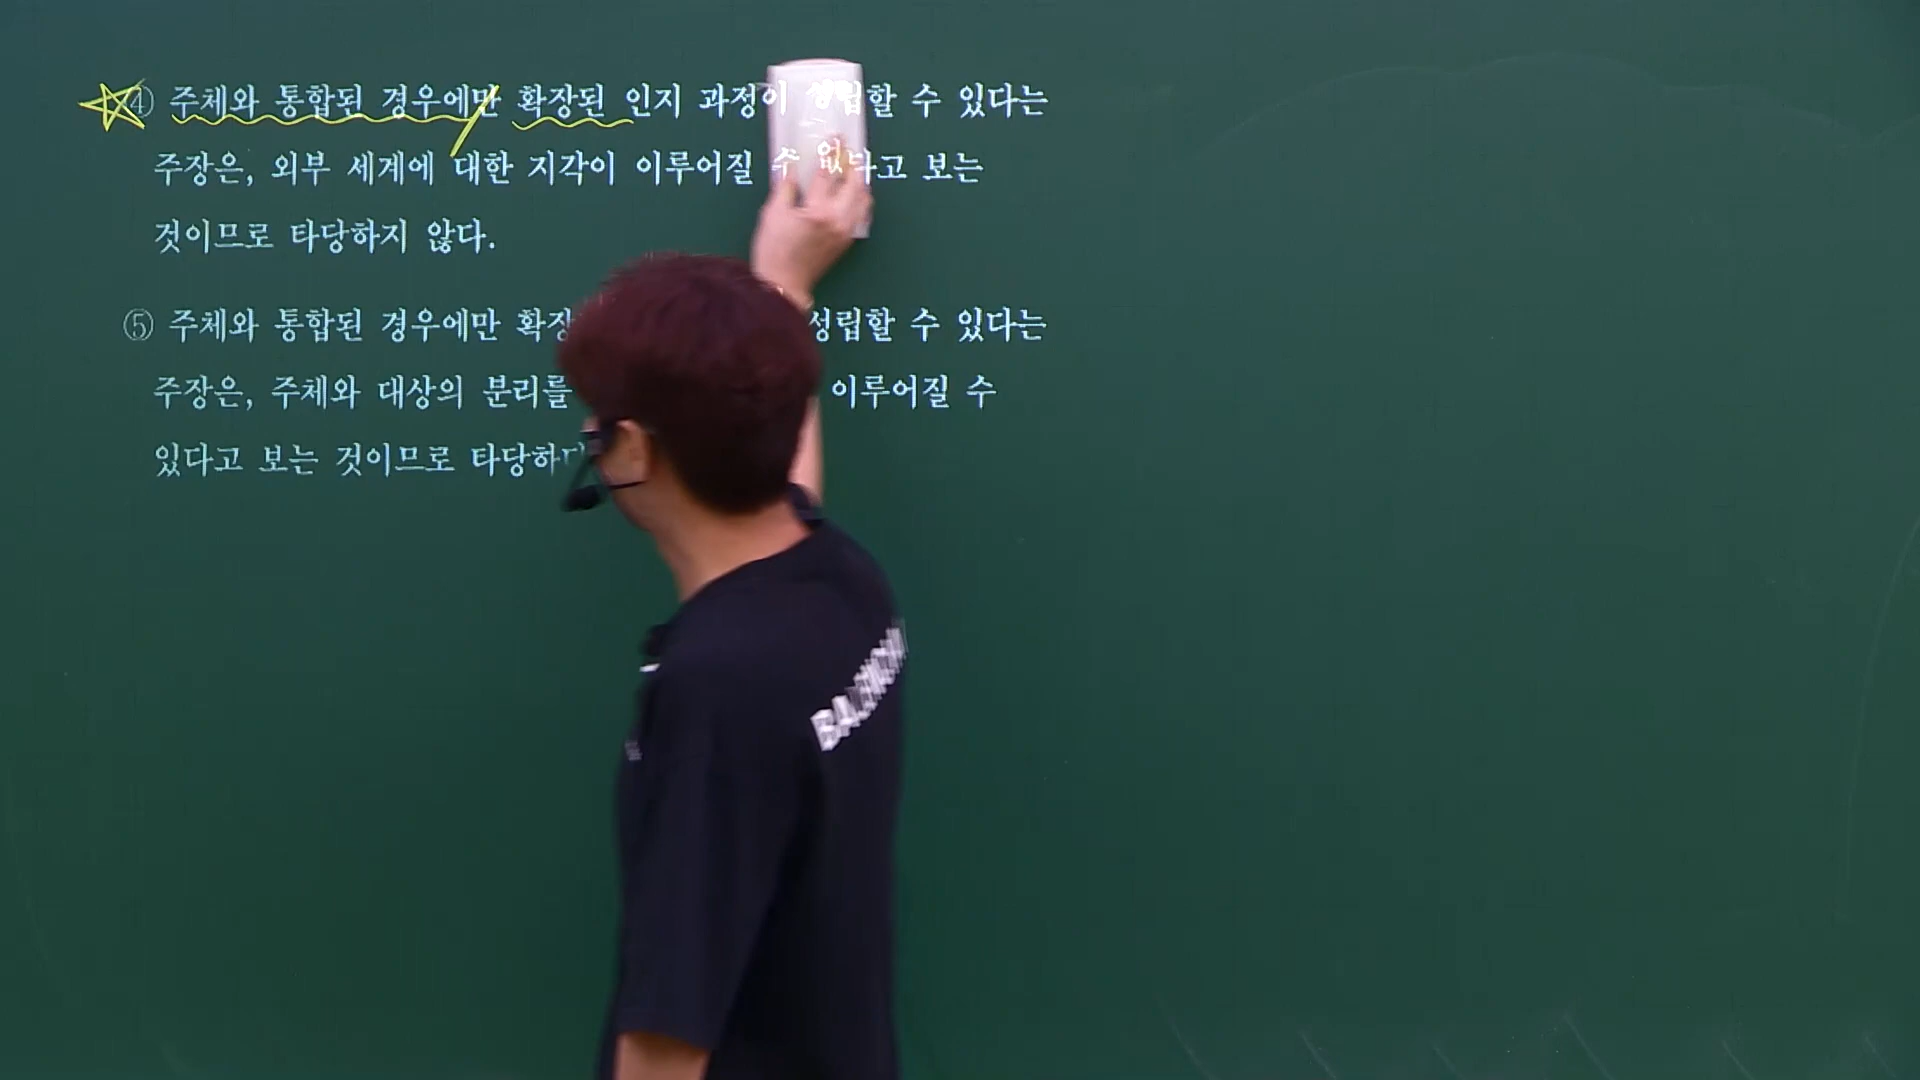 ④ 주체와 통합된 경우에만 확장된 인지 과정이 성립할 수 있다는
주장은, 외부 세계에 대한 지각이 이루어질 수 없다고 보는
것이므로 타당하지 않다.
⑤ 주체와 통합된 경우에만 확장 성립할 수 있다는
주장은, 주체와 대상의 분리를 이루어질 수
있다고 보는 것이므로 타당하다